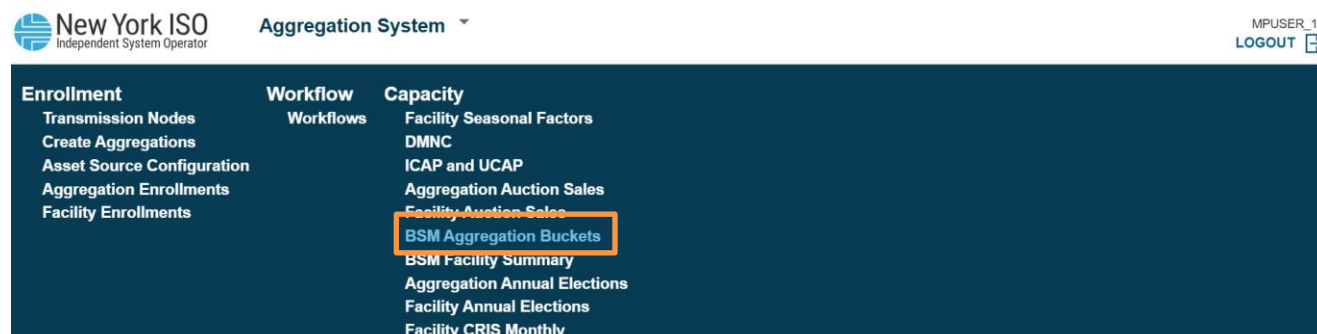 New York ISO
Independent System Operator
Aggregation System
MPUSER_1
LOGOUT
Enrollment
Transmission Nodes
Create Aggregations
Asset Source Configuration
Aggregation Enrollments
Facility Enrollments
Workflow
Workflows
Capacity
Facility Seasonal Factors
DMNC
ICAP and UCAP
Aggregation Auction Sales
Facility Auction Sales
BSM Aggregation Buckets
BSM Facility Summary
Aggregation Annual Elections
Facility Annual Elections
Facility CRIS Monthly